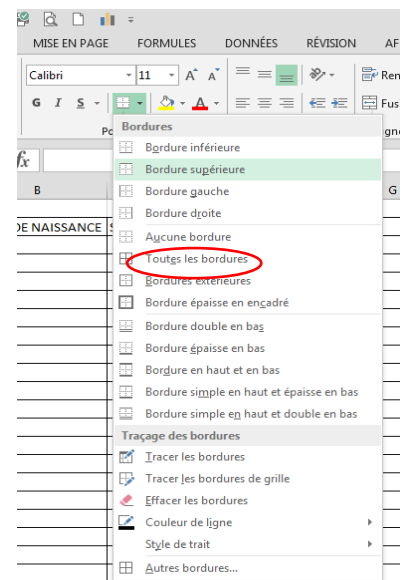 MISE EN PAGE FORMULES DONNÉES RÉVISION AF
Calibri 11 A A Ren
G I S A Fus
Po gne
fx
B G
DE NAISSANCE S
Bordures
Bordure inférieure
Bordure supérieure
Bordure gauche
Bordure droite
Aucune bordure
Toutes les bordures
Bordures extérieures
Bordure épaisse en encadré
Bordure double en bas
Bordure épaisse en bas
Bordure en haut et en bas
Bordure simple en haut et épaisse en bas
Bordure simple en haut et double en bas
Traçage des bordures
Tracer les bordures
Tracer les bordures de grille
Effacer les bordures
Couleur de ligne
Style de trait
Autres bordures...